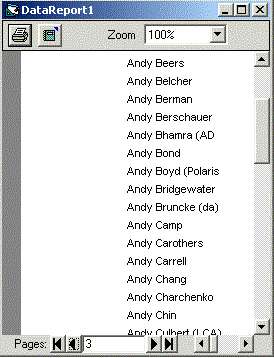 DataReport1
Zoom 100%
Andy Beers
Andy Belcher
Andy Berman
Andy Berschauer
Andy Bhamra (AD
Andy Bond
Andy Boyd (Polaris
Andy Bridgewater
Andy Bruncke (da)
Andy Camp
Andy Carothers
Andy Carrell
Andy Chang
Andy Charchenko
Andy Chin
Andy Culbert (LCA)
Pages: 3